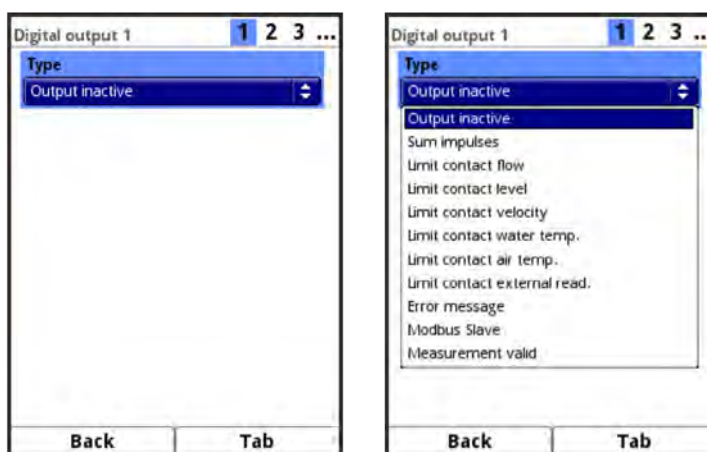 Digital output 1 1 2 3 ...
Type
Output inactive
Back Tab
Digital output 1 1 2 3 ..
Type
Output inactive
Output inactive
Sum impulses
Limit contact flow
Limit contact level
Limit contact velocity
Limit contact water temp.
Limit contact air temp.
Limit contact external read.
Error message
Modbus Slave
Measurement valid
Back Tab